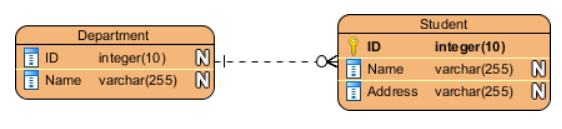 Department
ID integer(10) N
Name varchar(255) N
Student
ID integer(10)
Name varchar(255) N
Address varchar(255) N